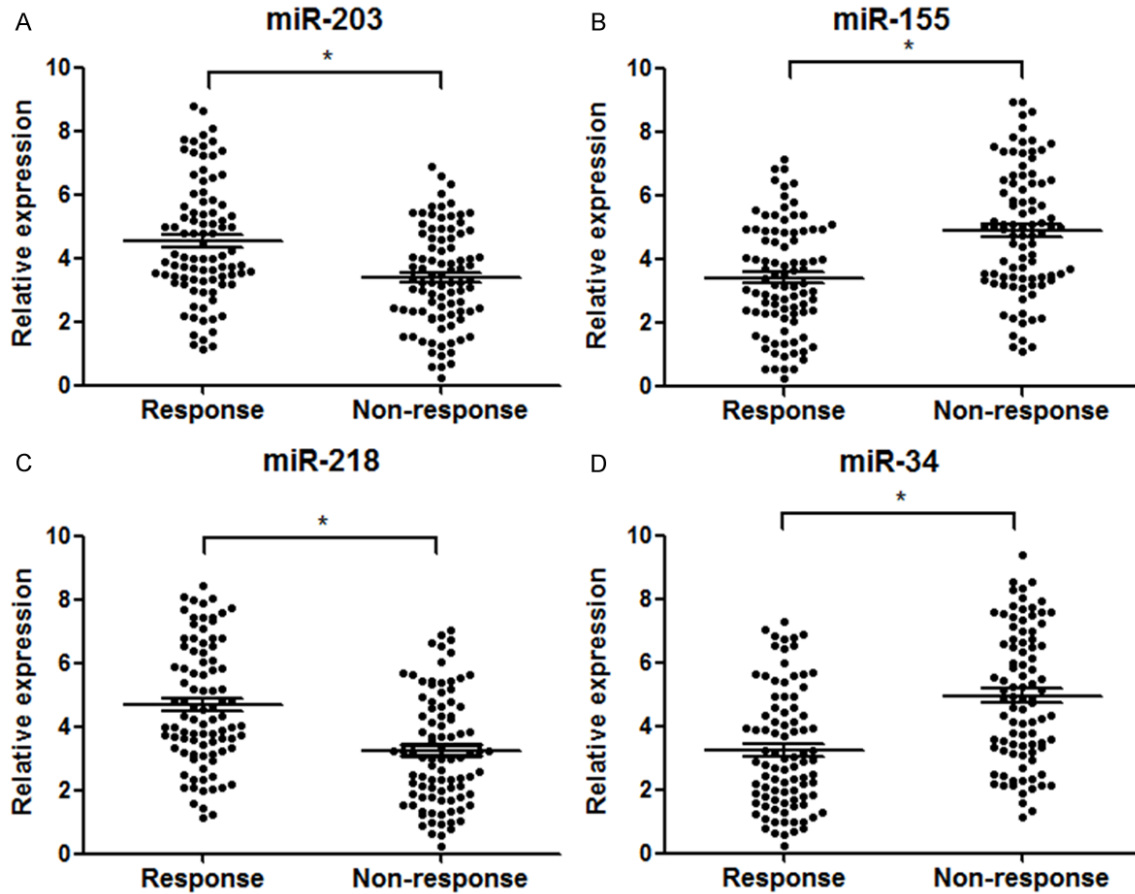 A
miR-203
*
Relative expression
10
8
6
4
2
0
Response Non-response
B
miR-155
*
Relative expression
10
8
6
4
2
0
Response Non-response
C
miR-218
*
Relative expression
10
8
6
4
2
0
Response Non-response
D
miR-34
*
Relative expression
10
8
6
4
2
0
Response Non-response